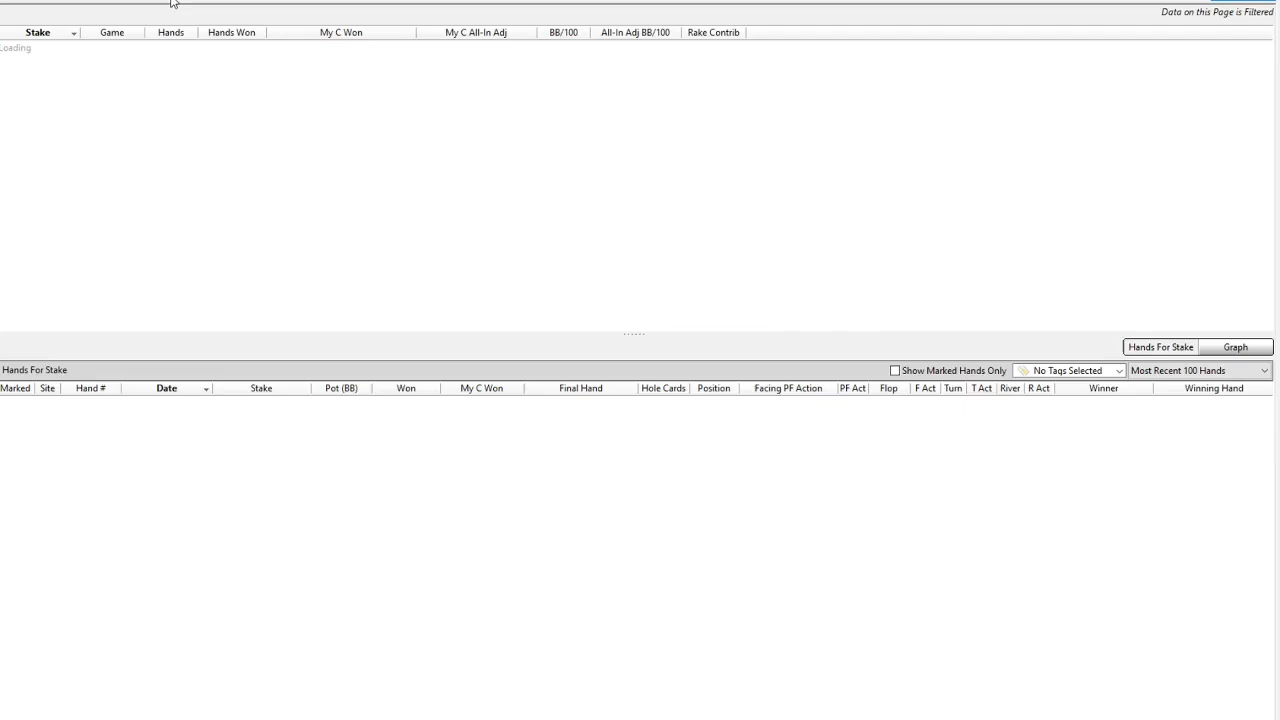 Data on this Page is Filtered
Stake Game Hands Hands Won My C Won My C All-In Adj BB/100 All-In Adj BB/100 Rake Contrib
Loading
Hands For Stake Graph
Hands For Stake Show Marked Hands Only No Tags Selected Most Recent 100 Hands
Marked Site Hand # Date Stake Pot (BB) Won My C Won Final Hand Hole Cards Position Facing PF Action PF Act Flop F Act Turn T Act River R Act Winner Winning Hand